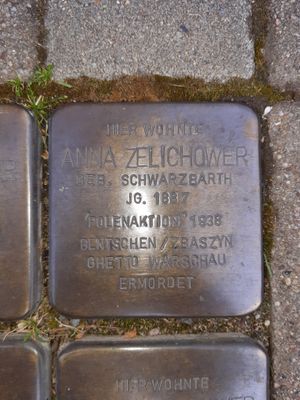 HIER WOHNTE
ANNA ZELICHOWER
GEB. SCHWARZBARTH
JG. 1887
'POLENAKTION' 1938
BENTSCHEN / ZBASZYN
GHETTO WARSCHAU
ERMORDET
HIER WOHNTE